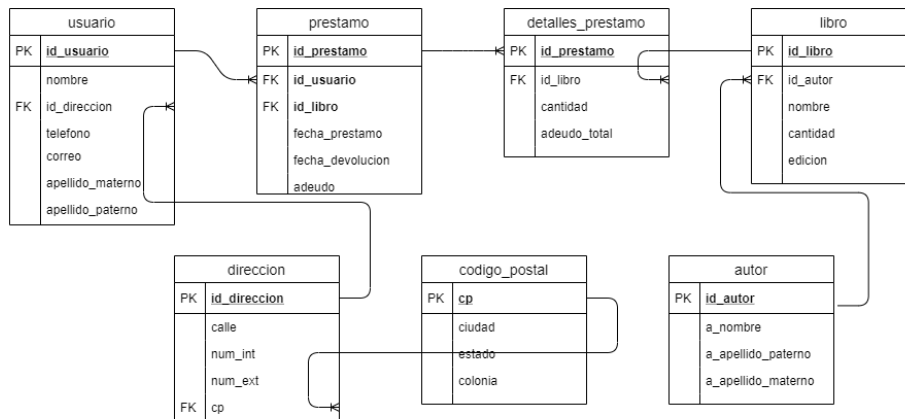 usuario
PK id_usuario
nombre
FK id_direccion
telefono
correo
apellido_materno
apellido_paterno
prestamo
PK id_prestamo
FK id_usuario
FK id_libro
fecha_prestamo
fecha_devolucion
adeudo
detalles_prestamo
PK id_prestamo
FK id_libro
cantidad
adeudo_total
libro
PK id_libro
FK id_autor
nombre
cantidad
edicion
direccion
PK id_direccion
calle
num_int
num_ext
FK cp
codigo_postal
PK cp
ciudad
estado
colonia
autor
PK id_autor
a_nombre
a_apellido_paterno
a_apellido_materno